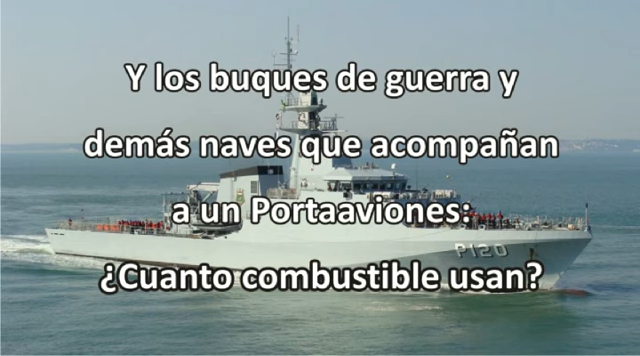 Y los buques de guerra y
demás naves que acompañan
a un Portaaviones:
¿Cuanto combustible usan?
P120